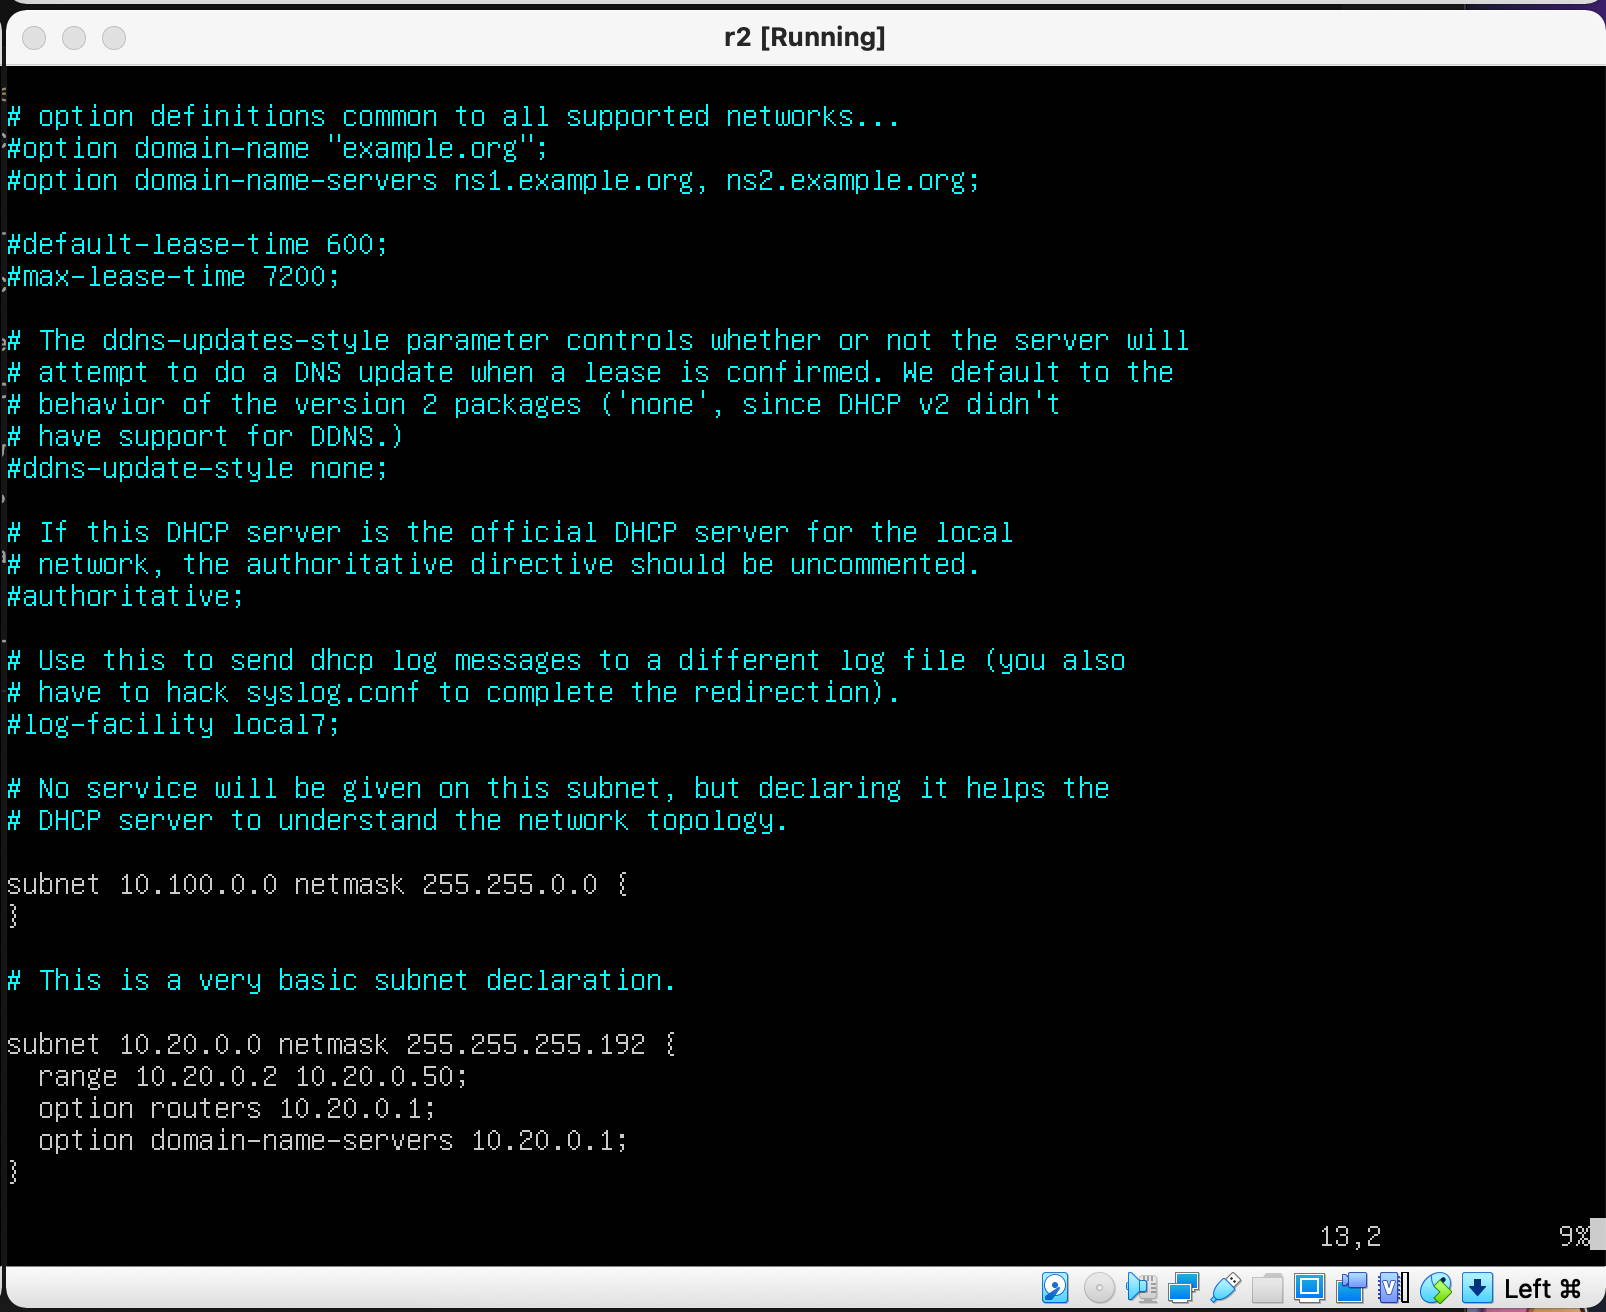 r2 [Running]
# option definitions common to all supported networks...
#option domain-name "example.org";
#option domain-name-servers ns1.example.org, ns2.example.org;
#default-lease-time 600;
#max-lease-time 7200;
# The ddns-updates-style parameter controls whether or not the server will
# attempt to do a DNS update when a lease is confirmed. We default to the
# behavior of the version 2 packages ('none', since DHCP v2 didn't
# have support for DDNS.)
#ddns-update-style none;
# If this DHCP server is the official DHCP server for the local
# network, the authoritative directive should be uncommented.
#authoritative;
# Use this to send dhcp log messages to a different log file (you also
# have to hack syslog.conf to complete the redirection).
#log-facility local7;
# No service will be given on this subnet, but declaring it helps the
# DHCP server to understand the network topology.
subnet 10.100.0.0 netmask 255.255.0.0 {
}
# This is a very basic subnet declaration.
subnet 10.20.0.0 netmask 255.255.255.192 {
  range 10.20.0.2 10.20.0.50;
  option routers 10.20.0.1;
  option domain-name-servers 10.20.0.1;
}
13,2 9%
Left ⌘